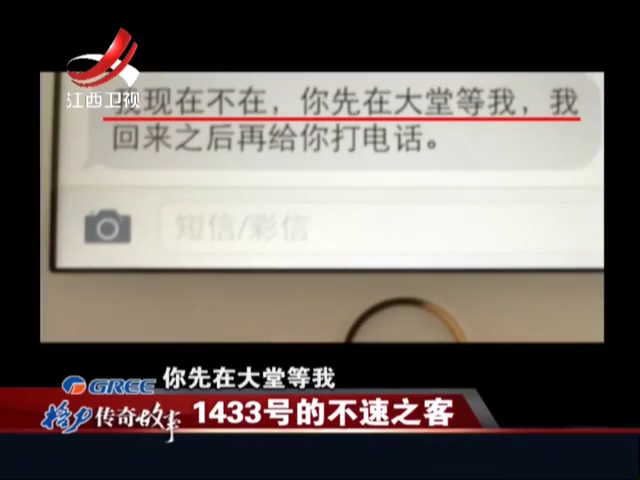 江西卫视
我现在不在，你先在大堂等我，我
回来之后再给你打电话。
短信/彩信
你先在大堂等我
GREE
传奇故事
1433号的不速之客